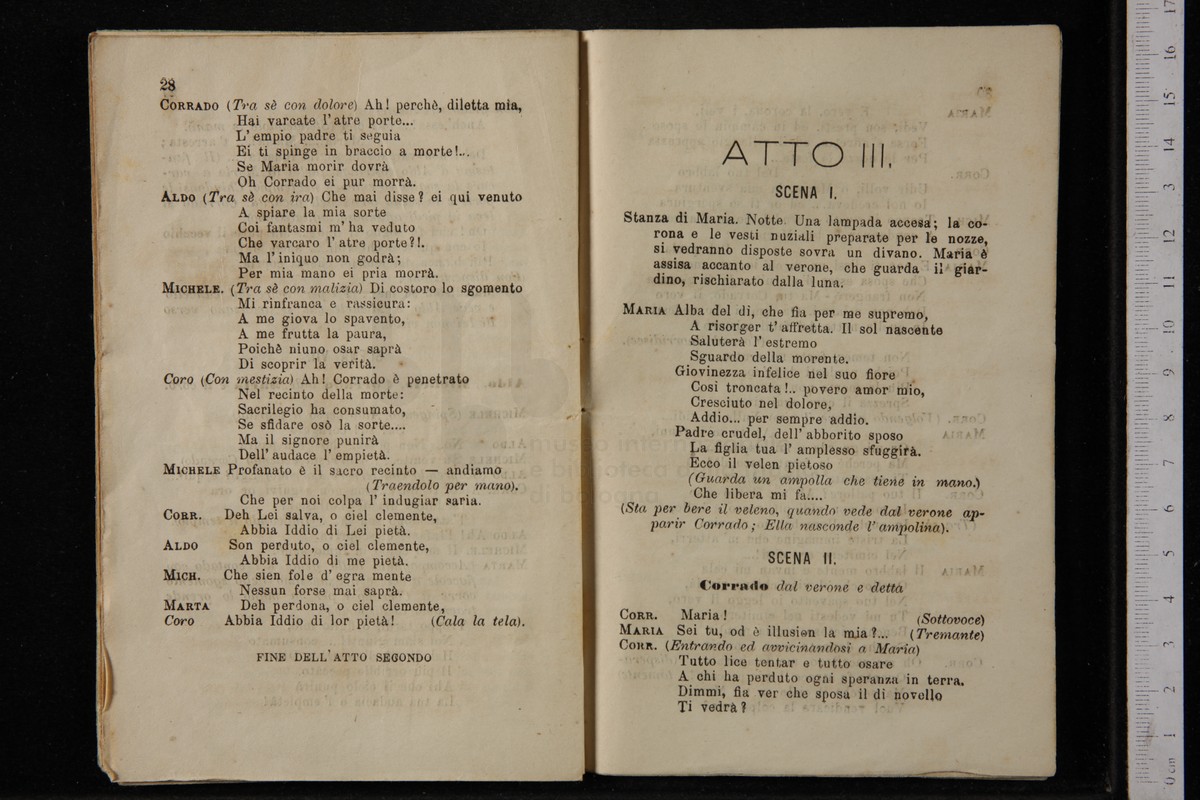 28
CORRADO (Tra sè con dolore) Ah! perchè, diletta mia,
Hai varcate l'atre porte...
L'empio padre ti seguia
Ei ti spinge in braccio a morte!...
Se Maria morir dovrà
Oh Corrado ei pur morrà.
ALDO (Tra sè con ira) Che mai disse? ei qui venuto
A spiare la mia sorte
Coi fantasmi m'ha veduto
Che varcaro l'atre porte?!.
Ma l'iniquo non godrà;
Per mia mano ei pria morrà.
MICHELE. (Tra sè con malizia) Di costoro lo sgomento
Mi rinfranca e rassicura:
A me giova lo spavento,
A me frutta la paura,
Poichè niuno osar saprà
Di scoprir la verità.
Coro (Con mestizia) Ah! Corrado è penetrato
Nel recinto della morte:
Sacrilegio ha consumato,
Se sfidare osò la sorte....
Ma il signore punirà
Dell'audace l'empietà.
MICHELE Profanato è il sacro recinto — andiamo
(Traendolo per mano).
Che per noi colpa l'indugiar saria.
CORR. Deh Lei salva, o ciel clemente,
Abbia Iddio di Lei pietà.
ALDO Son perduto, o ciel clemente,
Abbia Iddio di me pietà.
MICH. Che sien fole d'egra mente
Nessun forse mai saprà.
MARTA Deh perdona, o ciel clemente,
Coro Abbia Iddio di lor pietà! (Cala la tela).
FINE DELL'ATTO SEGONDO
ATTO III.
SCENA I.
Stanza di Maria. Notte. Una lampada accesa; la co-
rona e le vesti nuziali preparate per le nozze,
si vedranno disposte sovra un divano. Maria è
assisa accanto al verone, che guarda il giar-
dino, rischiarato dalla luna.
MARIA Alba del dì, che fia per me supremo,
A risorger t'affretta. Il sol nascente
Saluterà l'estremo
Sguardo della morente.
Giovinezza infelice nel suo fiore
Cosi troncata!.. povero amor mio,
Cresciuto nel dolore,
Addio... per sempre addio.
Padre crudel, dell'abborito sposo
La figlia tua l'amplesso sfuggirà.
Ecco il velen pietoso
(Guarda un ampolla che tiene in mano.)
Che libera mi fa....
(Sta per bere il veleno, quando vede dal verone ap-
parir Corrado; Ella nasconde l'ampolina).
SCENA II.
Corrado dal verone e detta
CORR. Maria! (Sottovoce)
MARIA Sei tu, od è illusion la mia?... (Tremante)
CORR. (Entrando ed avvicinandosi a Maria)
Tutto lice tentar e tutto osare
A chi ha perduto ogni speranza in terra.
Dimmi, fia ver che sposa il di novello
Ti vedrà?